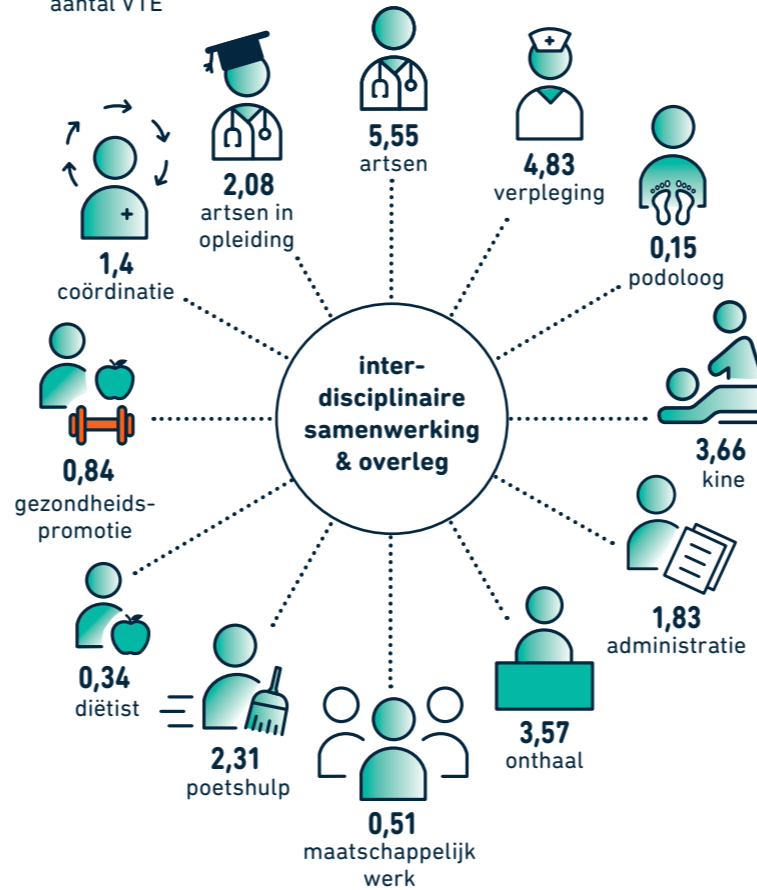 aantal VTE
5,55
artsen
4,83
verpleging
0,15
podoloog
3,66
kine
1,83
administratie
3,57
onthaal
0,51
maatschappelijk
werk
2,31
poetshulp
0,34
diëtist
0,84
gezondheids-
promotie
1,4
coördinatie
2,08
artsen in
opleiding
inter-
disciplinaire
samenwerking
& overleg